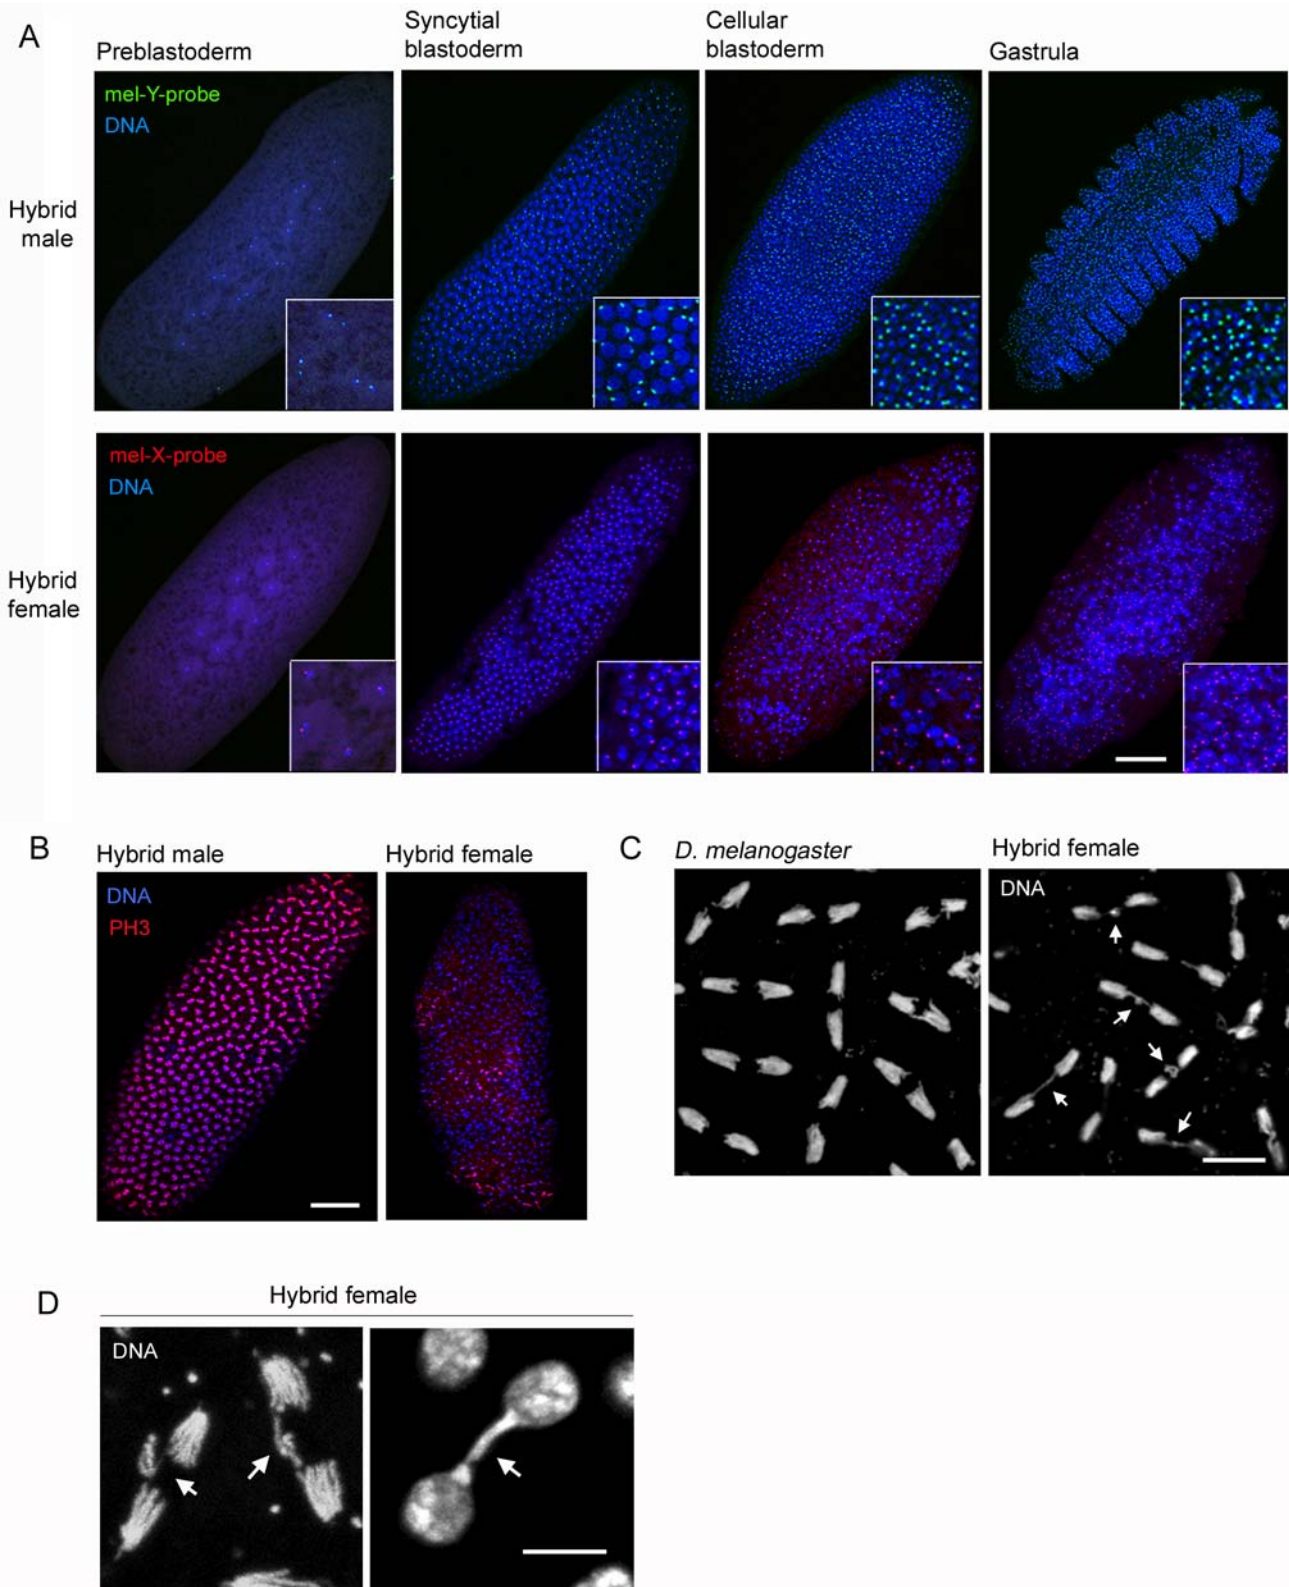 A
Preblastoderm
Syncytial
blastoderm
Cellular
blastoderm
Gastrula
Hybrid
male
mel-Y-probe
DNA
Hybrid
female
mel-X-probe
DNA
B
Hybrid male
Hybrid female
DNA
PH3
C
D. melanogaster
Hybrid female
DNA
D
Hybrid female
DNA